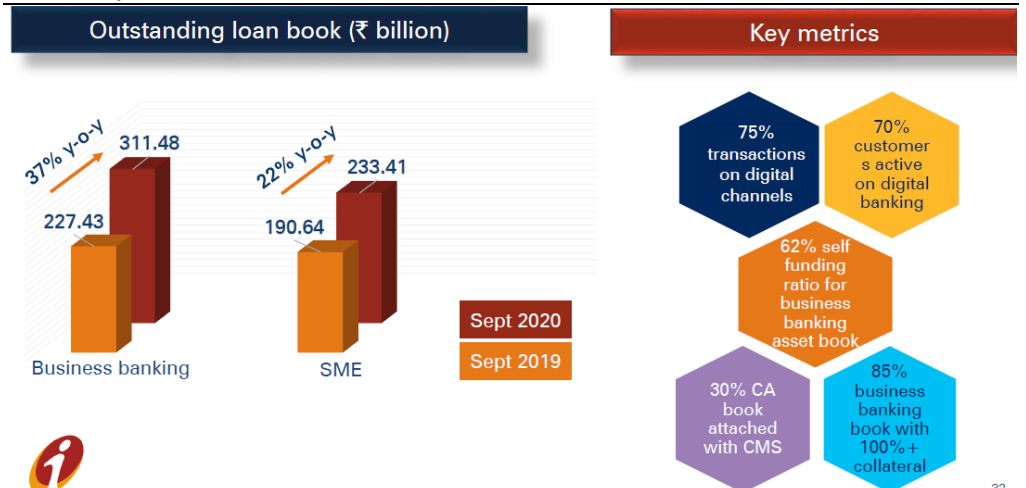 Outstanding loan book (₹ billion)
Key metrics
37% y-o-y
311.48
227.43
22% y-o-y
233.41
190.64
Business banking
SME
Sept 2020
Sept 2019
75%
transactions
on digital
channels
70%
customer
s active
on digital
banking
62% self
funding
ratio for
business
banking
asset book
30% CA
book
attached
with CMS
85%
business
banking
book with
100%+
collateral